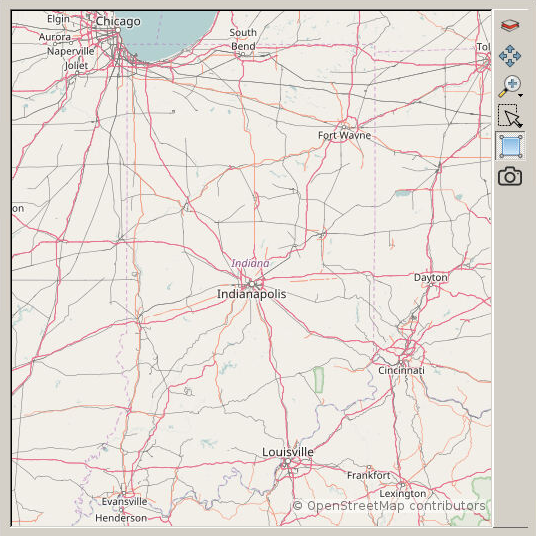 Elgin
Chicago
Aurora
Naperville
Joliet
South
Bend
Tol
Fort Wayne
on
Indiana
Indianapolis
Dayton
Cincinnati
Louisville
Frankfort
Lexington
Evansville
Henderson
© OpenStreetMap contributors